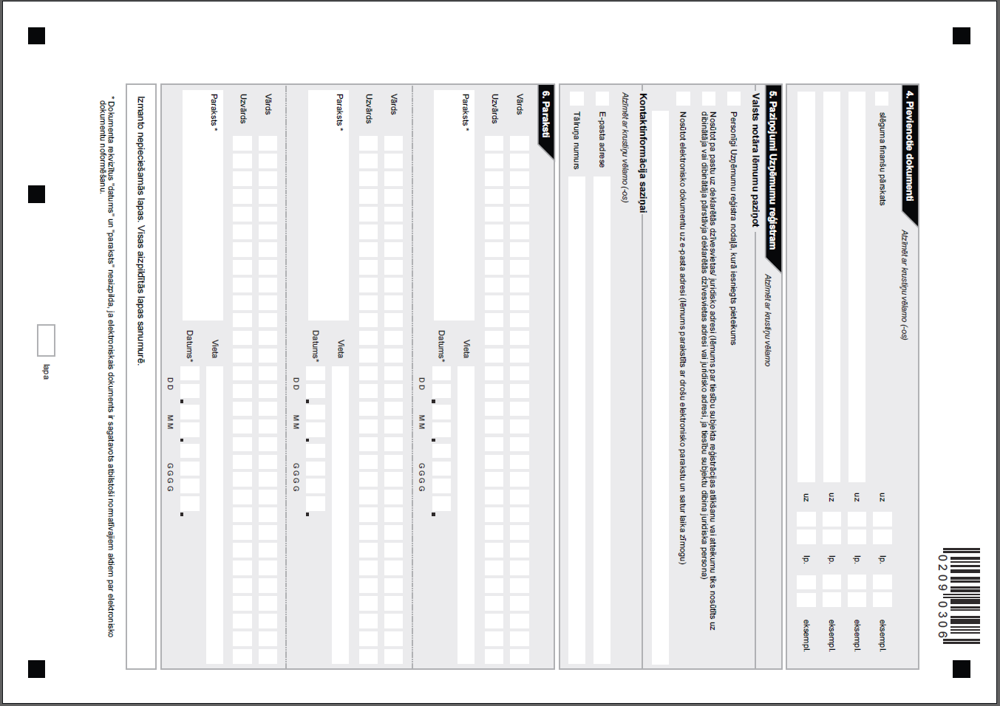 0209 0306
4. Pievienotie dokumenti
Atzīmēt ar krustiņu vēlamo (-os)
slēguma finanšu pārskats uz lp. eksempl.
uz lp. eksempl.
uz lp. eksempl.
uz lp. eksempl.
5. Paziņojumi Uzņēmumu reģistram
Atzīmēt ar krustiņu vēlamo
Valsts notāra lēmumu paziņot
Personīgi Uzņēmumu reģistra nodaļā, kurā iesniegts pieteikums
Nosūtot pa pastu uz deklarētās dzīvesvietas/ juridisko adresi (lēmums par tiesību subjekta reģistrācijas atlikšanu vai atteikumu tiks nosūtīts uz
dibinātāja vai dibinātāja pārstāvja deklarētās dzīvesvietas adresi vai juridisko adresi, ja tiesību subjektu dibina juridiska persona)
Nosūtot elektronisko dokumentu uz e-pasta adresi (lēmums parakstīts ar drošu elektronisko parakstu un satur laika zīmogu)
Kontaktinformācija saziņai
Atzīmēt ar krustiņu vēlamo (-os)
E-pasta adrese
Tālruņa numurs
6. Paraksti
Vārds
Uzvārds
Paraksts *
Vieta
Datums*
DD MM GGGG
Vārds
Uzvārds
Paraksts *
Vieta
Datums*
DD MM GGGG
Vārds
Uzvārds
Paraksts *
Vieta
Datums*
DD MM GGGG
Izmanto nepieciešamās lapas. Visas aizpildītās lapas sanumurē.
* Dokumenta rekvizītus "datums" un "paraksts" neaizpilda, ja elektroniskais dokuments ir sagatavots atbilstoši normatīvajiem aktiem par elektronisko
dokumentu noformēšanu.
lapa